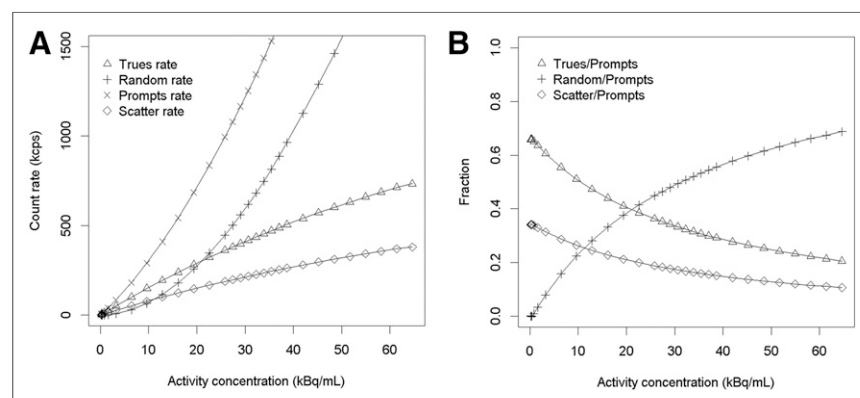 A
1500
1000
500
0
Count rate (kcps)
Trues rate
Random rate
Prompts rate
Scatter rate
0 10 20 30 40 50 60
Activity concentration (kBq/mL)
B
1.0
0.8
0.6
0.4
0.2
0.0
Fraction
Trues/Prompts
Random/Prompts
Scatter/Prompts
0 10 20 30 40 50 60
Activity concentration (kBq/mL)